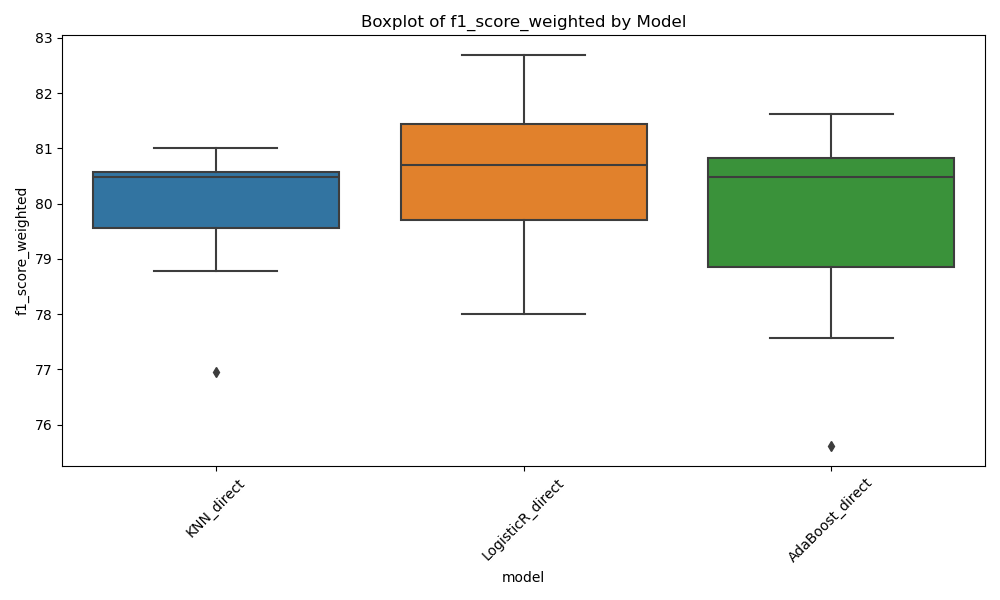 Boxplot of f1_score_weighted by Model
f1_score_weighted
83
82
81
80
79
78
77
76
KNN_direct
LogisticR_direct
AdaBoost_direct
model